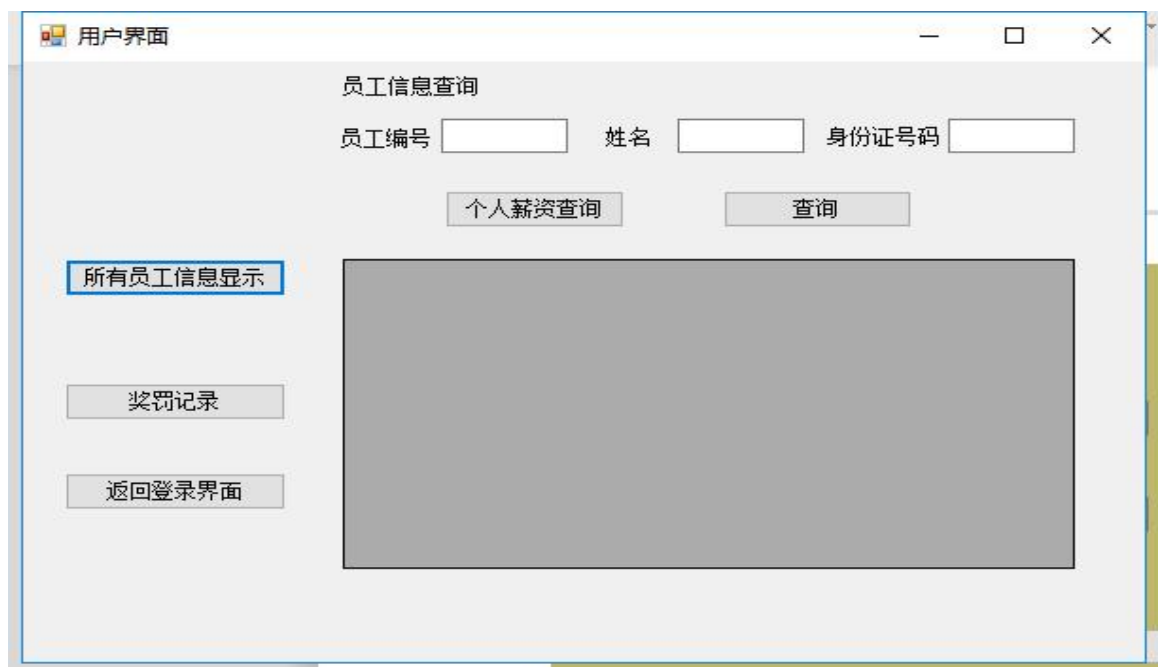 用户界面
员工信息查询
员工编号 姓名 身份证号码
个人薪资查询 查询
所有员工信息显示
奖罚记录
返回登录界面